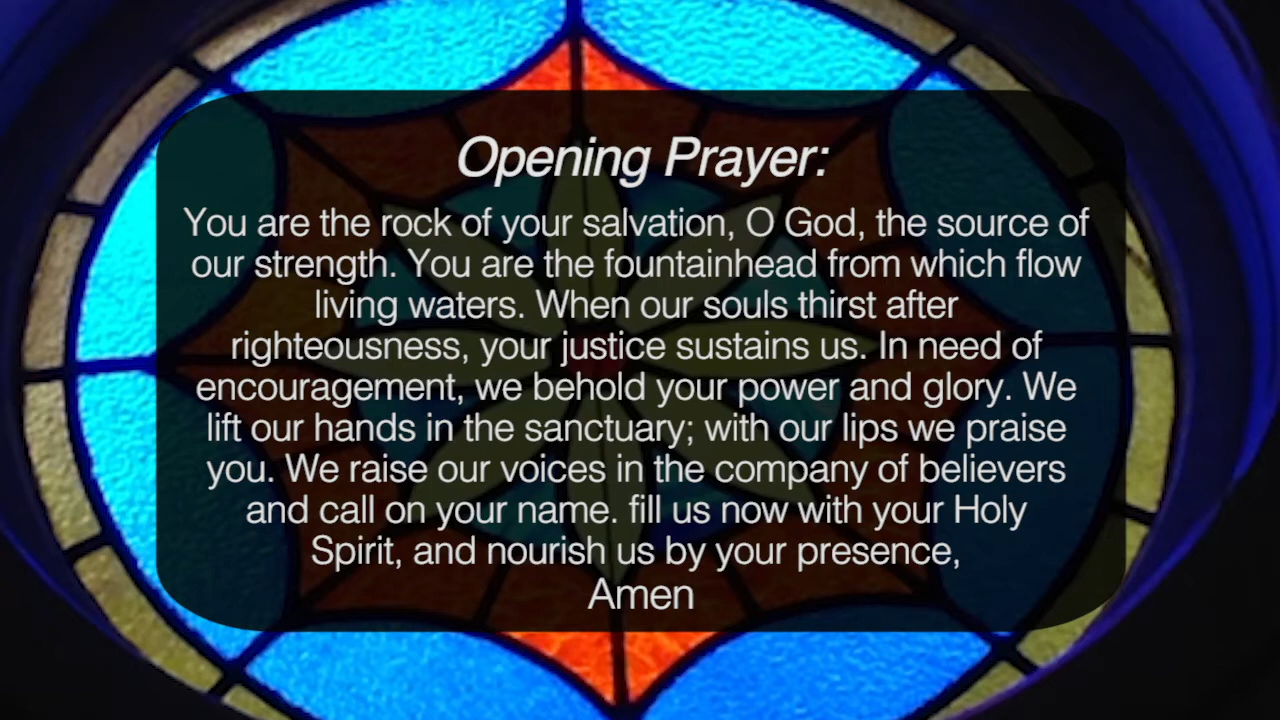 Opening Prayer:
You are the rock of your salvation, O God, the source of
our strength. You are the fountainhead from which flow
living waters. When our souls thirst after
righteousness, your justice sustains us. In need of
encouragement, we behold your power and glory. We
lift our hands in the sanctuary; with our lips we praise
you. We raise our voices in the company of believers
and call on your name. fill us now with your Holy
Spirit, and nourish us by your presence,
Amen